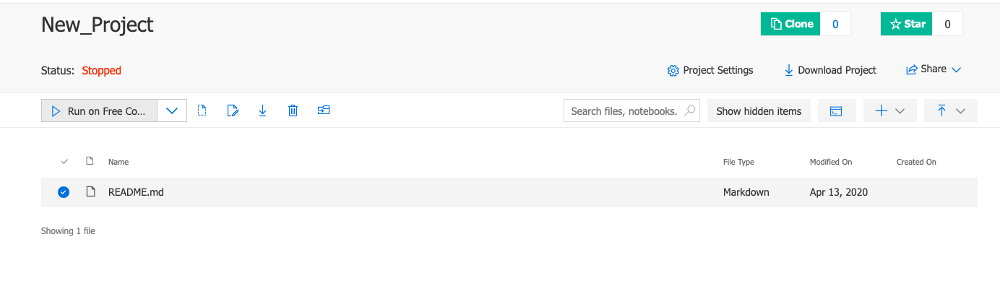 New_Project
Clone 0
Star 0
Status: Stopped
Project Settings
Download Project
Share
Run on Free Co...
Search files, notebooks.
Show hidden items
Name File Type Modified On Created On
README.md Markdown Apr 13, 2020
Showing 1 file